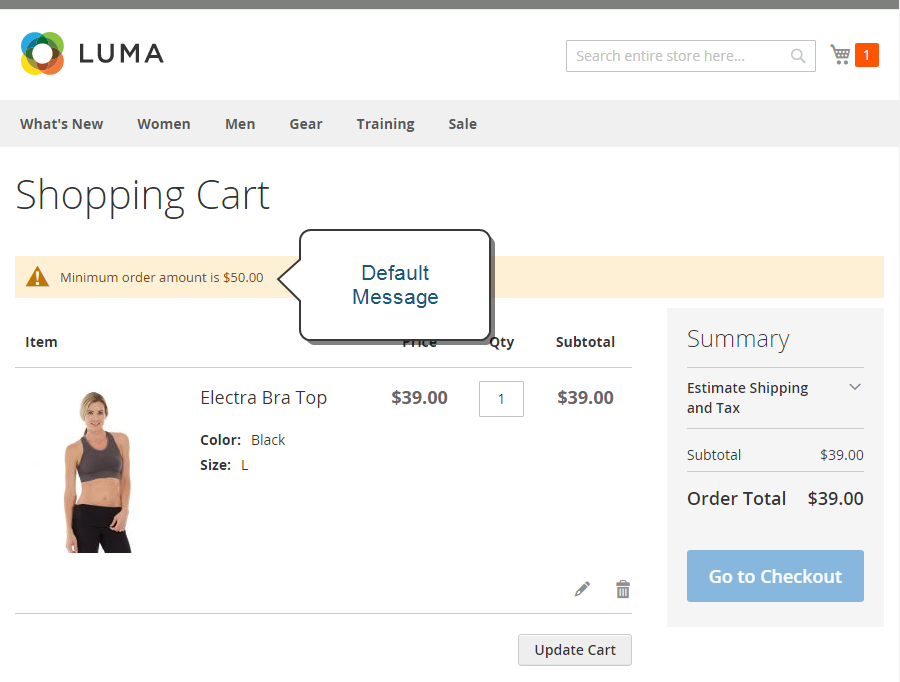 LUMA
Search entire store here...
1
What's New Women Men Gear Training Sale
Shopping Cart
Minimum order amount is $50.00
Default
Message
Item Price Qty Subtotal
Electra Bra Top $39.00 1 $39.00
Color: Black
Size: L
Update Cart
Summary
Estimate Shipping
and Tax
Subtotal $39.00
Order Total $39.00
Go to Checkout